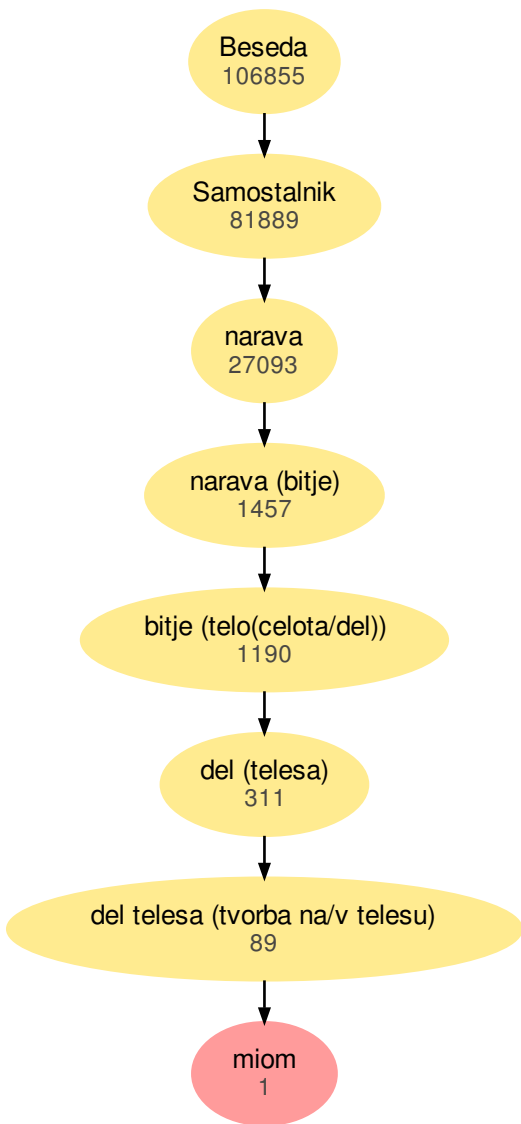 Beseda
106855
Samostalnik
81889
narava
27093
narava (bitje)
1457
bitje (telo(celota/del))
1190
del (telesa)
311
del telesa (tvorba na/v telesu)
89
miom
1